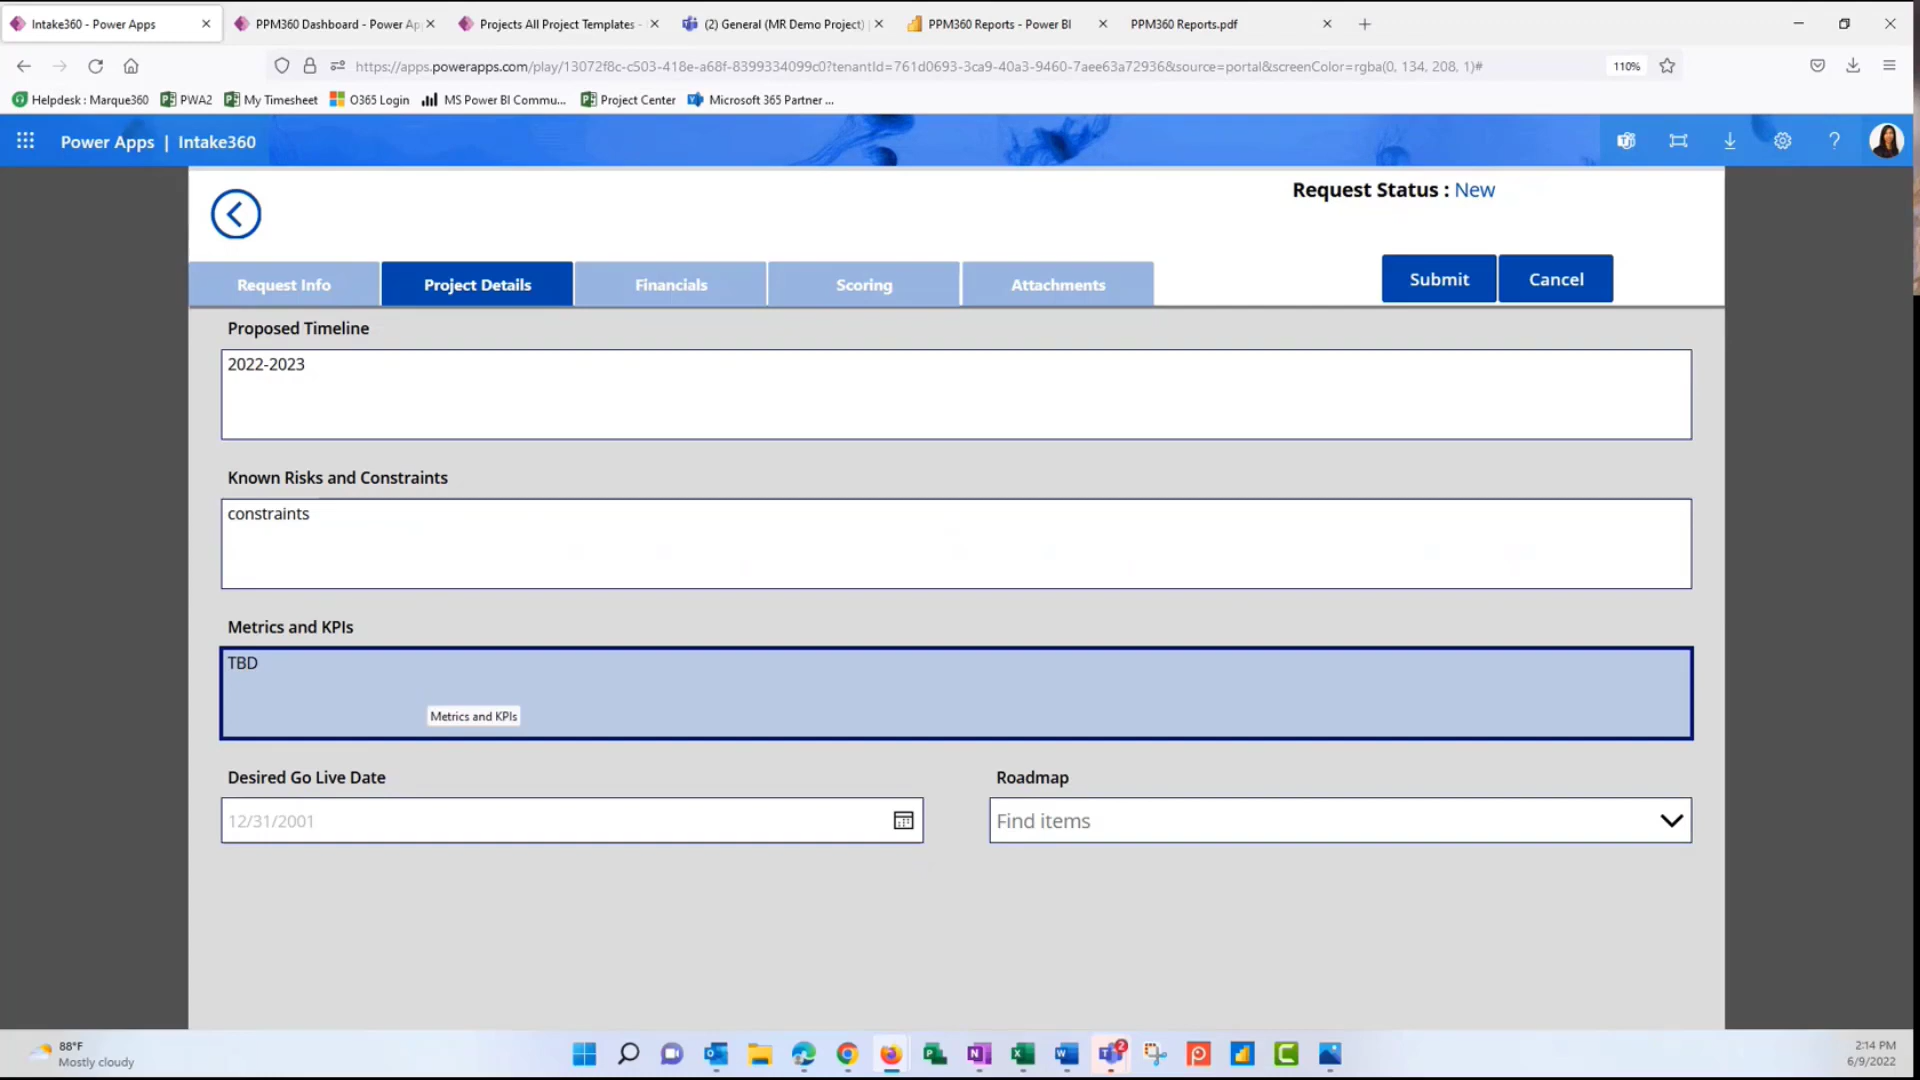 Intake360 - Power Apps
PPM360 Dashboard - Power Ap
Projects All Project Templates -
(2) General (MR Demo Project) |
PPM360 Reports - Power BI
PPM360 Reports.pdf
https://apps.powerapps.com/play/13072f8c-c503-418e-a68f-8399334099c0?tenantId=761d0693-3ca9-40a3-9460-7aee63a72936&source=portal&screenColor=rgba(0, 134, 208, 1)#
110%
Helpdesk : Marque360
PWA2
My Timesheet
O365 Login
MS Power BI Commu...
Project Center
Microsoft 365 Partner ...
Power Apps | Intake360
Request Status : New
Request Info
Project Details
Financials
Scoring
Attachments
Submit
Cancel
Proposed Timeline
2022-2023
Known Risks and Constraints
constraints
Metrics and KPIs
TBD
Metrics and KPIs
Desired Go Live Date
Roadmap
12/31/2001
Find items
88°F
Mostly cloudy
2
2:14 PM
6/9/2022